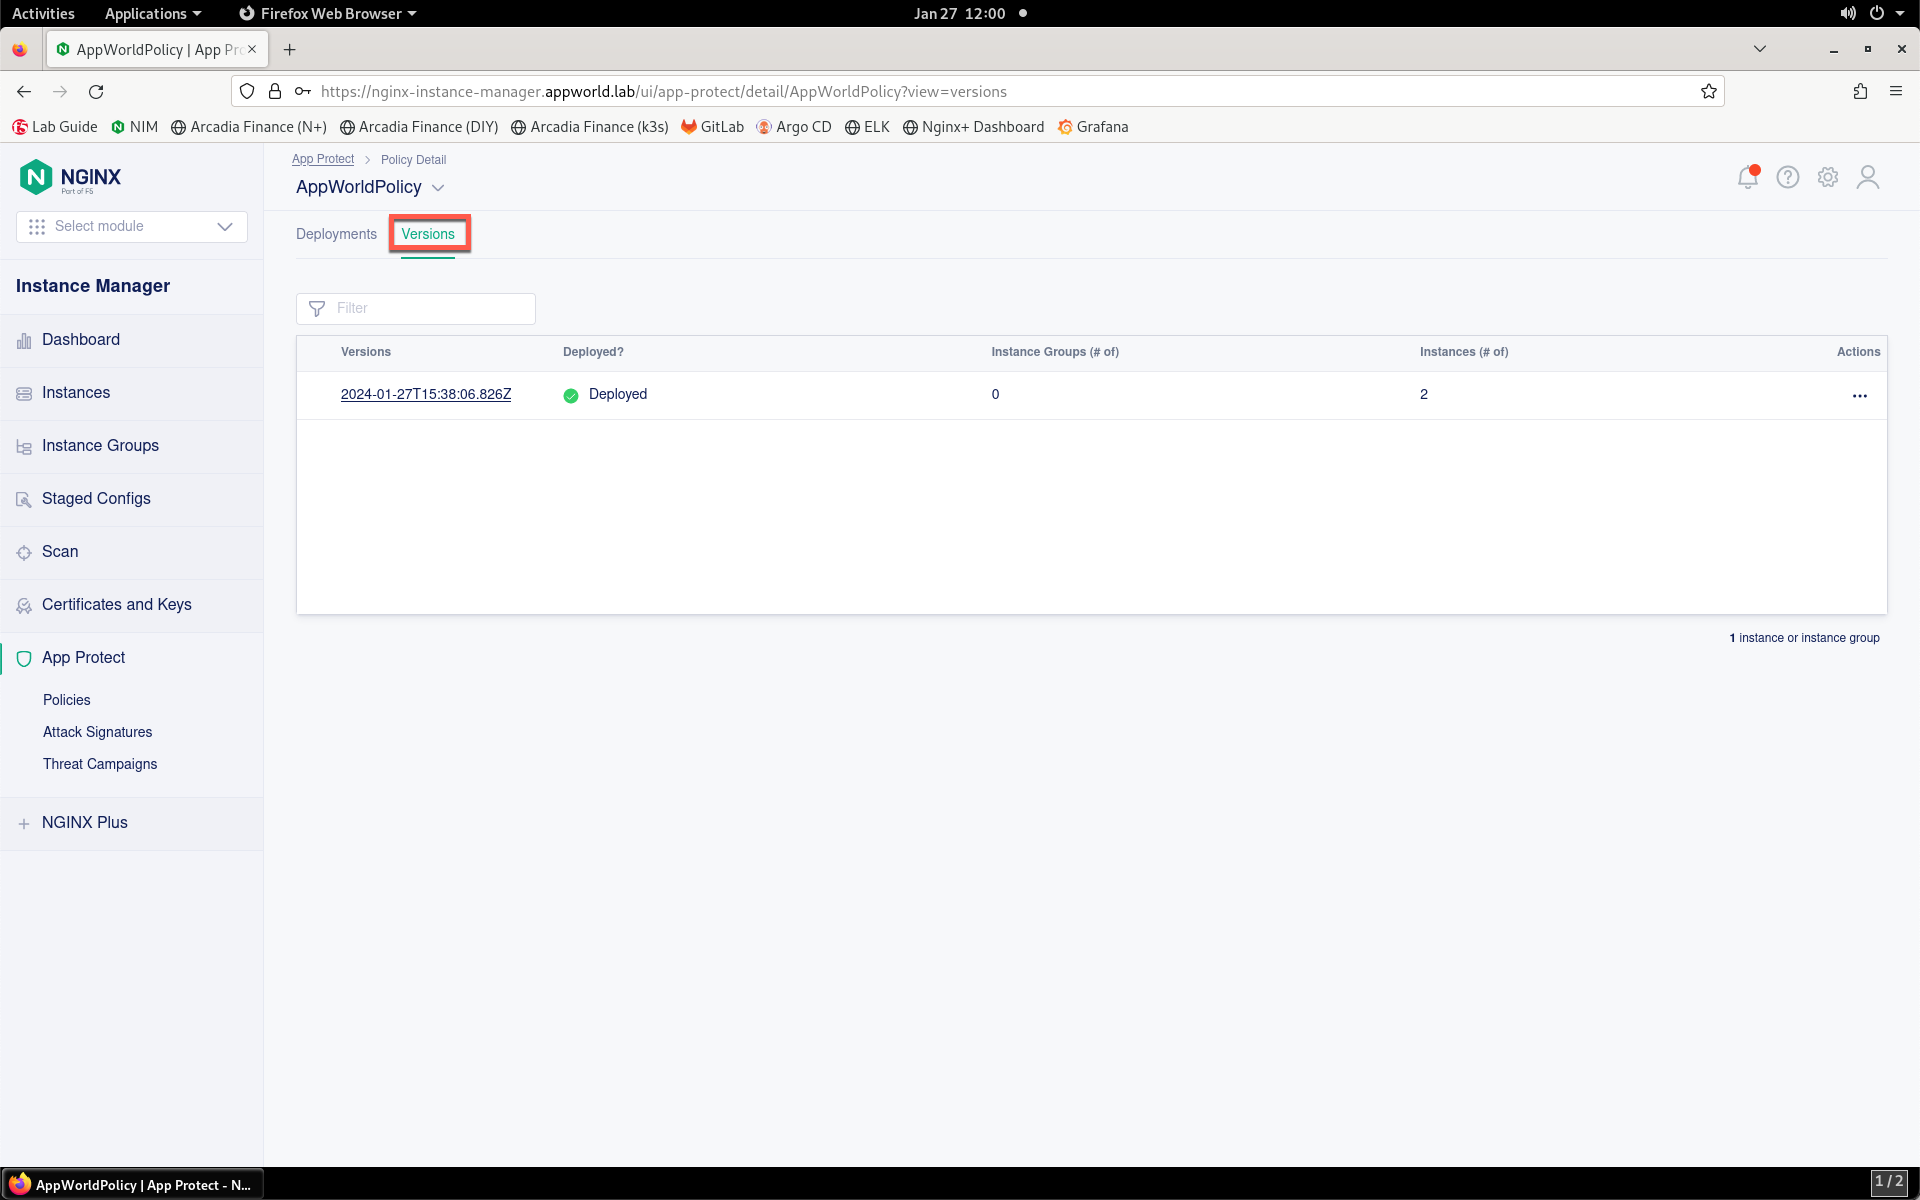 Activities Applications Firefox Web Browser Jan 27 12:00
AppWorldPolicy | App Pr
https://nginx-instance-manager.appworld.lab/ui/app-protect/detail/AppWorldPolicy?view=versions
Lab Guide NIM Arcadia Finance (N+) Arcadia Finance (DIY) Arcadia Finance (k3s) GitLab Argo CD ELK Nginx+ Dashboard Grafana
N NGINX
Part of F5
Select module
Instance Manager
Dashboard
Instances
Instance Groups
Staged Configs
Scan
Certificates and Keys
App Protect
Policies
Attack Signatures
Threat Campaigns
NGINX Plus
App Protect > Policy Detail
AppWorldPolicy
Deployments Versions
Filter
Versions Deployed? Instance Groups (# of) Instances (# of) Actions
2024-01-27T15:38:06.826Z Deployed 0 2 ...
1 instance or instance group
AppWorldPolicy | App Protect - N...
1 / 2